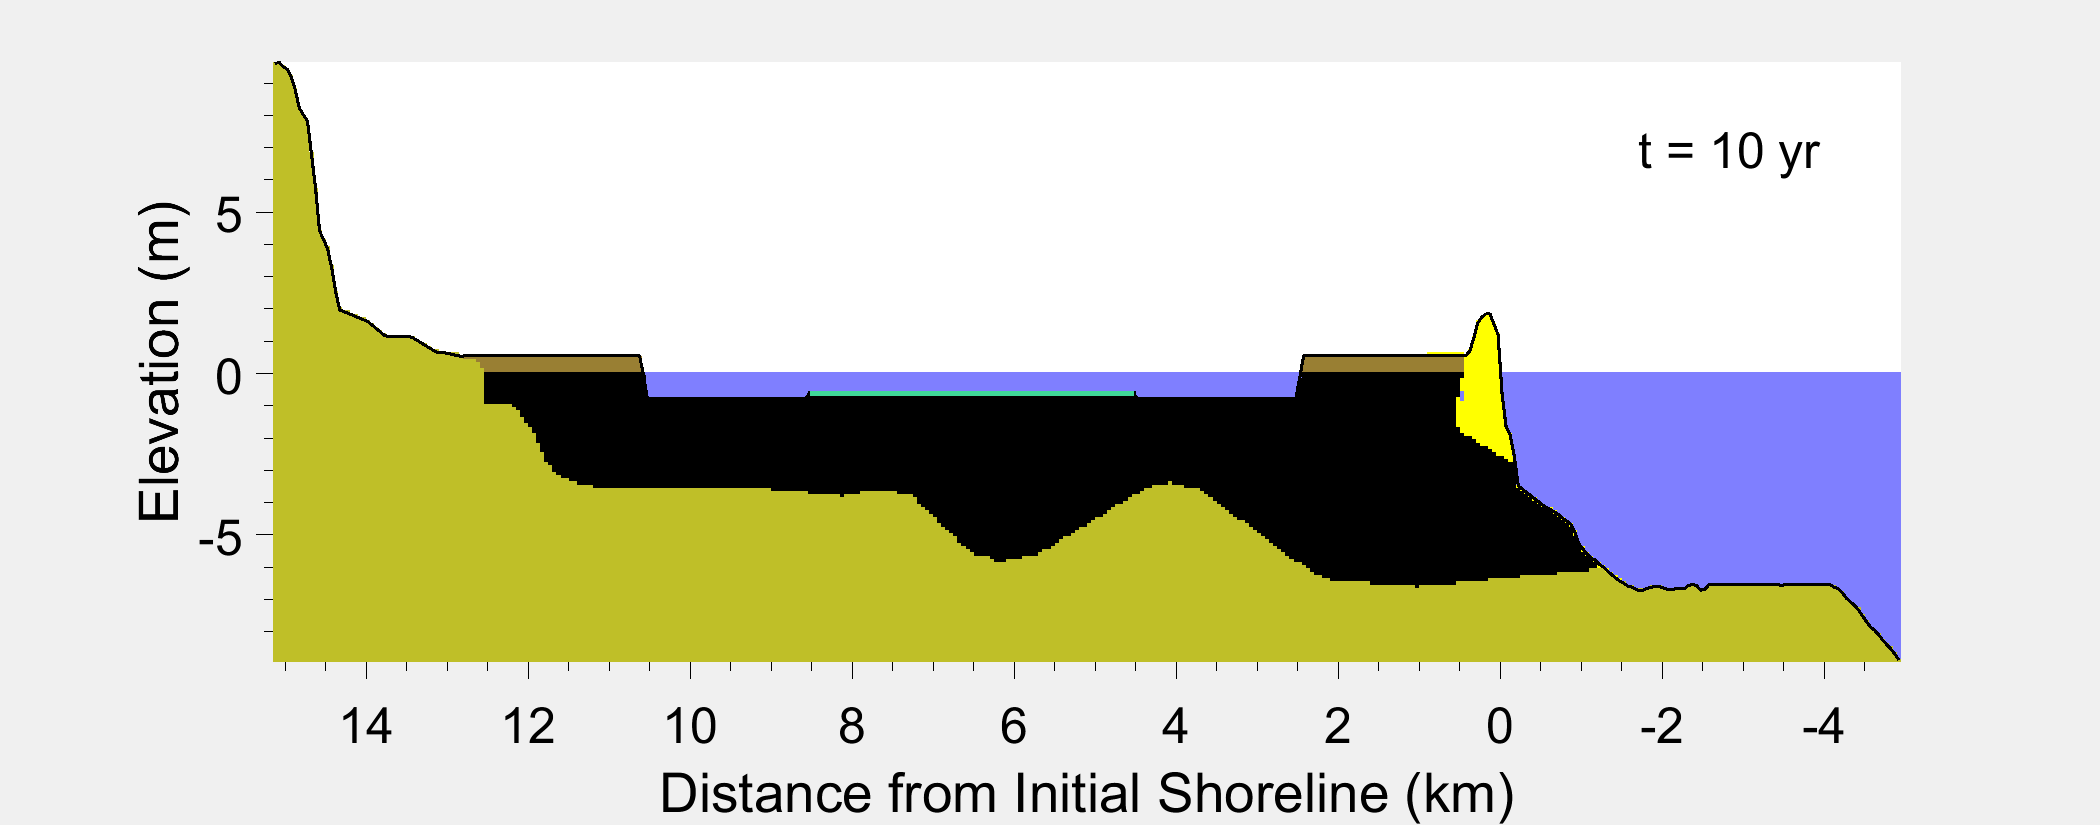 t = 10 yr
Elevation (m)
5
0
-5
14 12 10 8 6 4 2 0 -2 -4
Distance from Initial Shoreline (km)